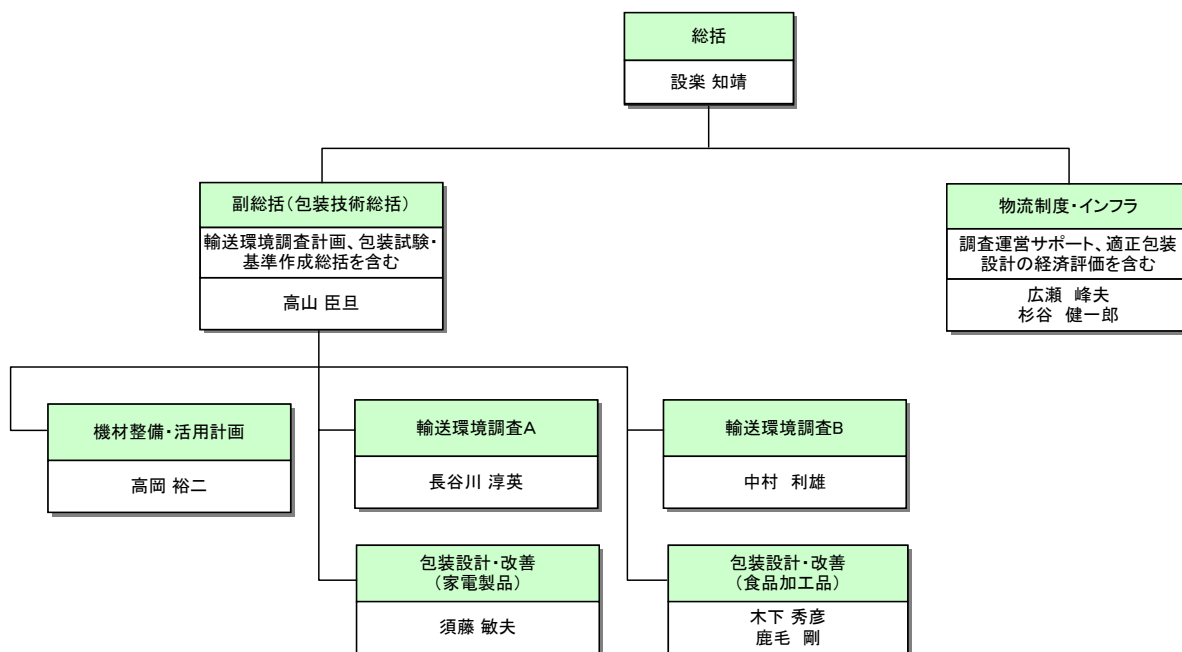 総括
設楽 知靖
副総括(包装技術総括)
輸送環境調査計画、包装試験・
基準作成総括を含む
高山 臣旦
物流制度・インフラ
調査運営サポート、適正包装
設計の経済評価を含む
広瀬 峰夫
杉谷 健一郎
機材整備・活用計画
高岡 裕二
輸送環境調査A
長谷川 淳英
輸送環境調査B
中村 利雄
包装設計・改善
(家電製品)
須藤 敏夫
包装設計・改善
(食品加工品)
木下 秀彦
鹿毛 剛